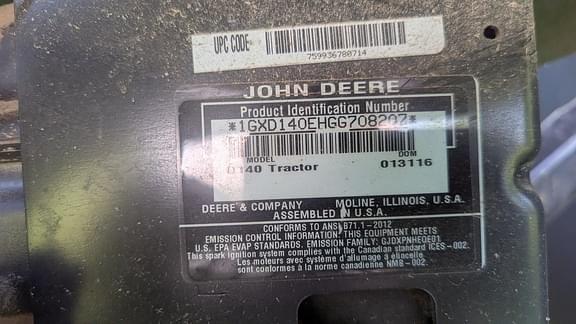 UPC CODE
759936780714
JOHN DEERE
Product Identification Number
*1GXD140EHGG708207*
MODEL DOM
D140 Tractor 013116
DEERE & COMPANY MOLINE, ILLINOIS, U.S.A.
ASSEMBLED IN U.S.A.
CONFORMS TO ANSI B71.1-2012
EMISSION CONTROL INFORMATION: THIS EQUIPMENT MEETS
U.S. EPA EVAP STANDARDS. EMISSION FAMILY: GJDXPNHEQE01
This spark ignition system complies with the Canadian standard ICES-002.
Les moteurs avec système d'allumage à étincelle
sont conformes à la norme canadienne NMB-002.